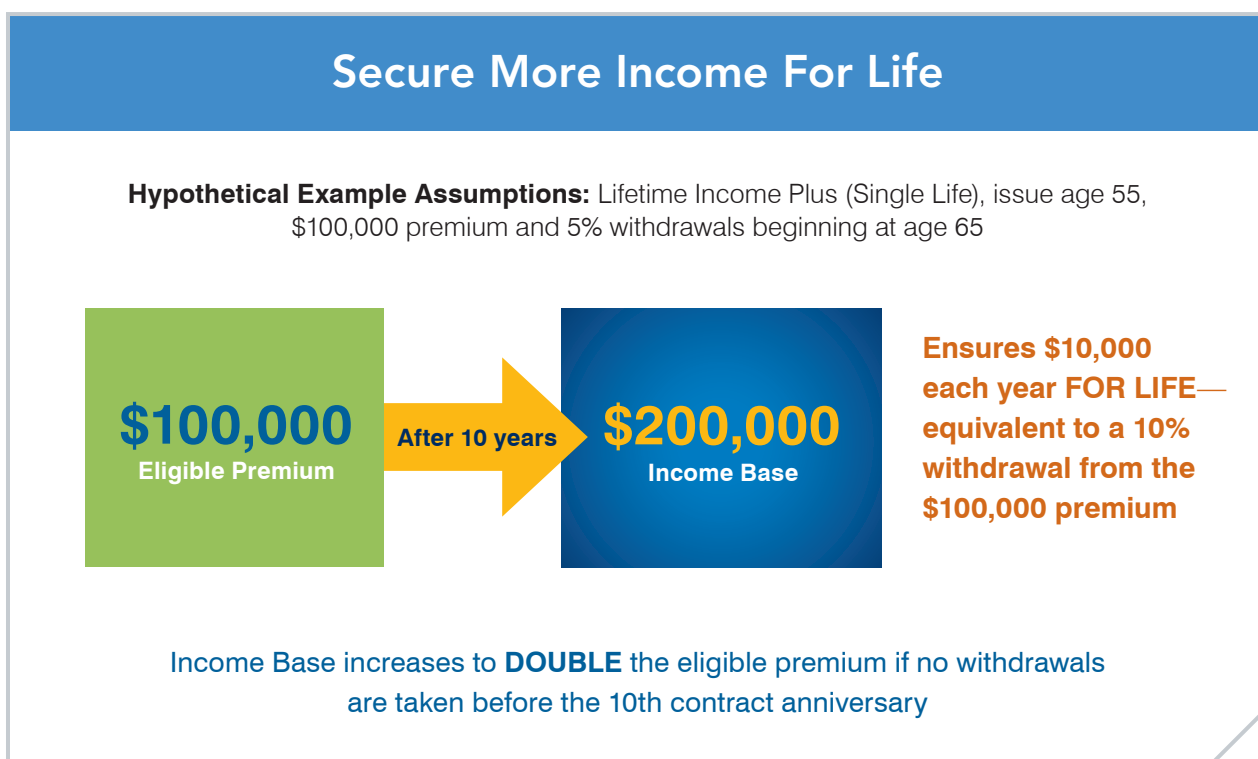 Secure More Income For Life
Hypothetical Example Assumptions: Lifetime Income Plus (Single Life), issue age 55,
$100,000 premium and 5% withdrawals beginning at age 65
$100,000
Eligible Premium
After 10 years
$200,000
Income Base
Ensures $10,000
each year FOR LIFE—
equivalent to a 10%
withdrawal from the
$100,000 premium
Income Base increases to DOUBLE the eligible premium if no withdrawals
are taken before the 10th contract anniversary